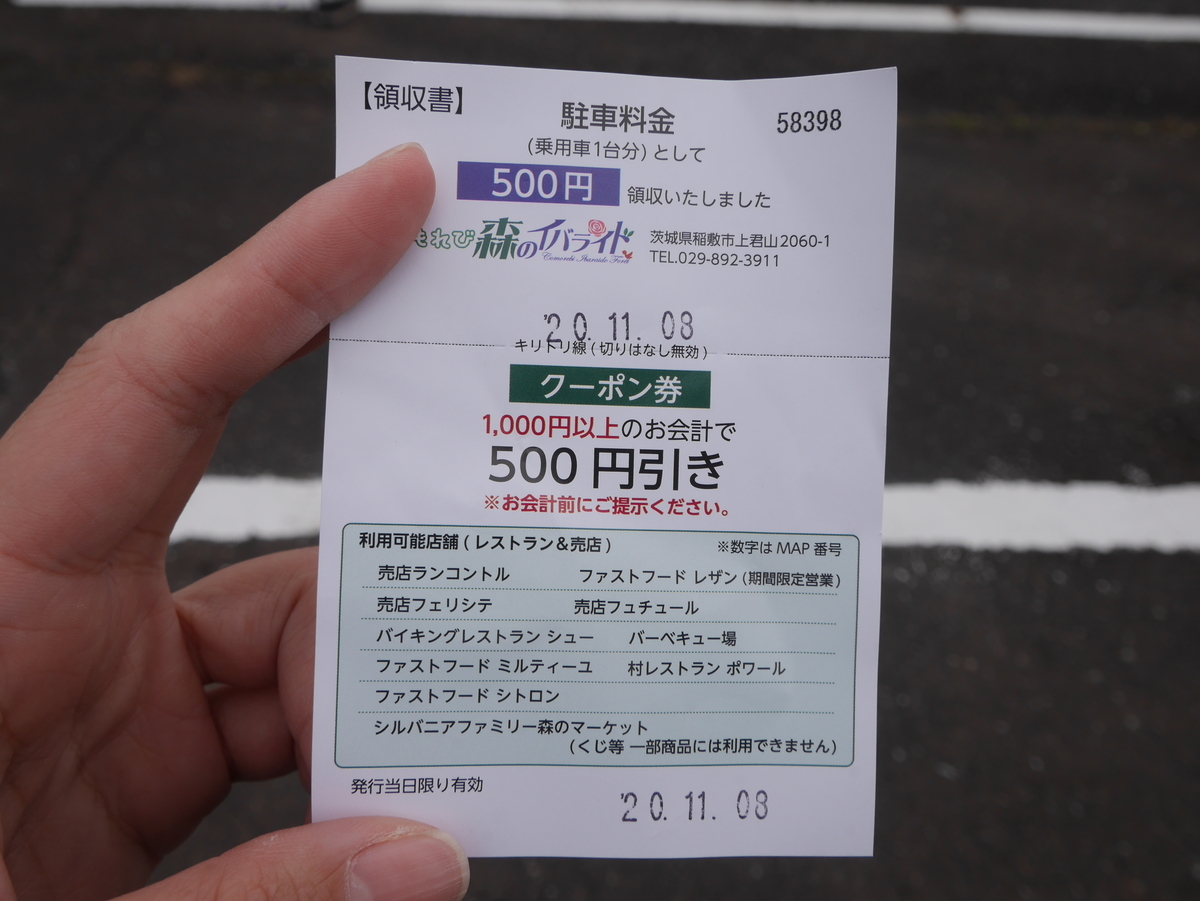 【領収書】
駐車料金
58398
(乗用車1台分)として
500円 領収いたしました
もれび森のイバライド
Comorebi Ibaraido Ford
茨城県稲敷市上君山2060-1
TEL.029-892-3911
'20.11.08
キリトリ線(切りはなし無効)
クーポン券
1,000円以上のお会計で
500円引き
※お会計前にご提示ください。
利用可能店舗(レストラン&売店) ※数字はMAP番号
売店ランコントル ファストフード レザン(期間限定営業)
売店フェリシテ 売店フュチュール
バイキングレストラン シュー バーベキュー場
ファストフード ミルティーユ 村レストラン ポワール
ファストフード シトロン
シルバニアファミリー森のマーケット
(くじ等 一部商品には利用できません)
発行当日限り有効
'20.11.08